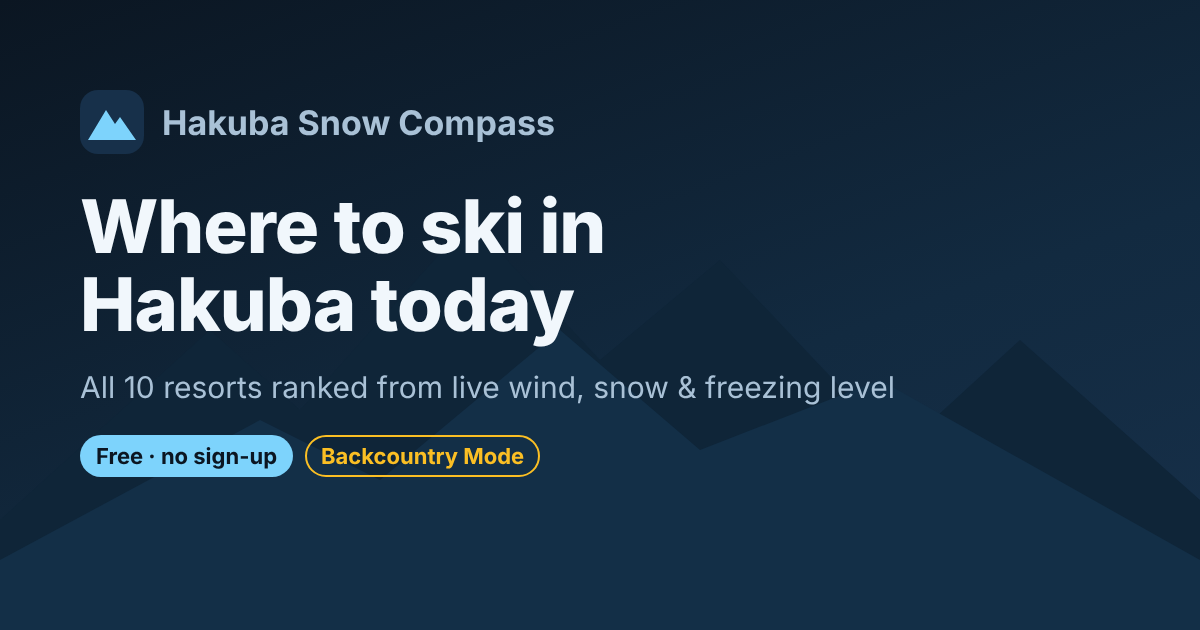 Hakuba Snow Compass
Where to ski in
Hakuba today
All 10 resorts ranked from live wind, snow & freezing level
Free · no sign-up
Backcountry Mode